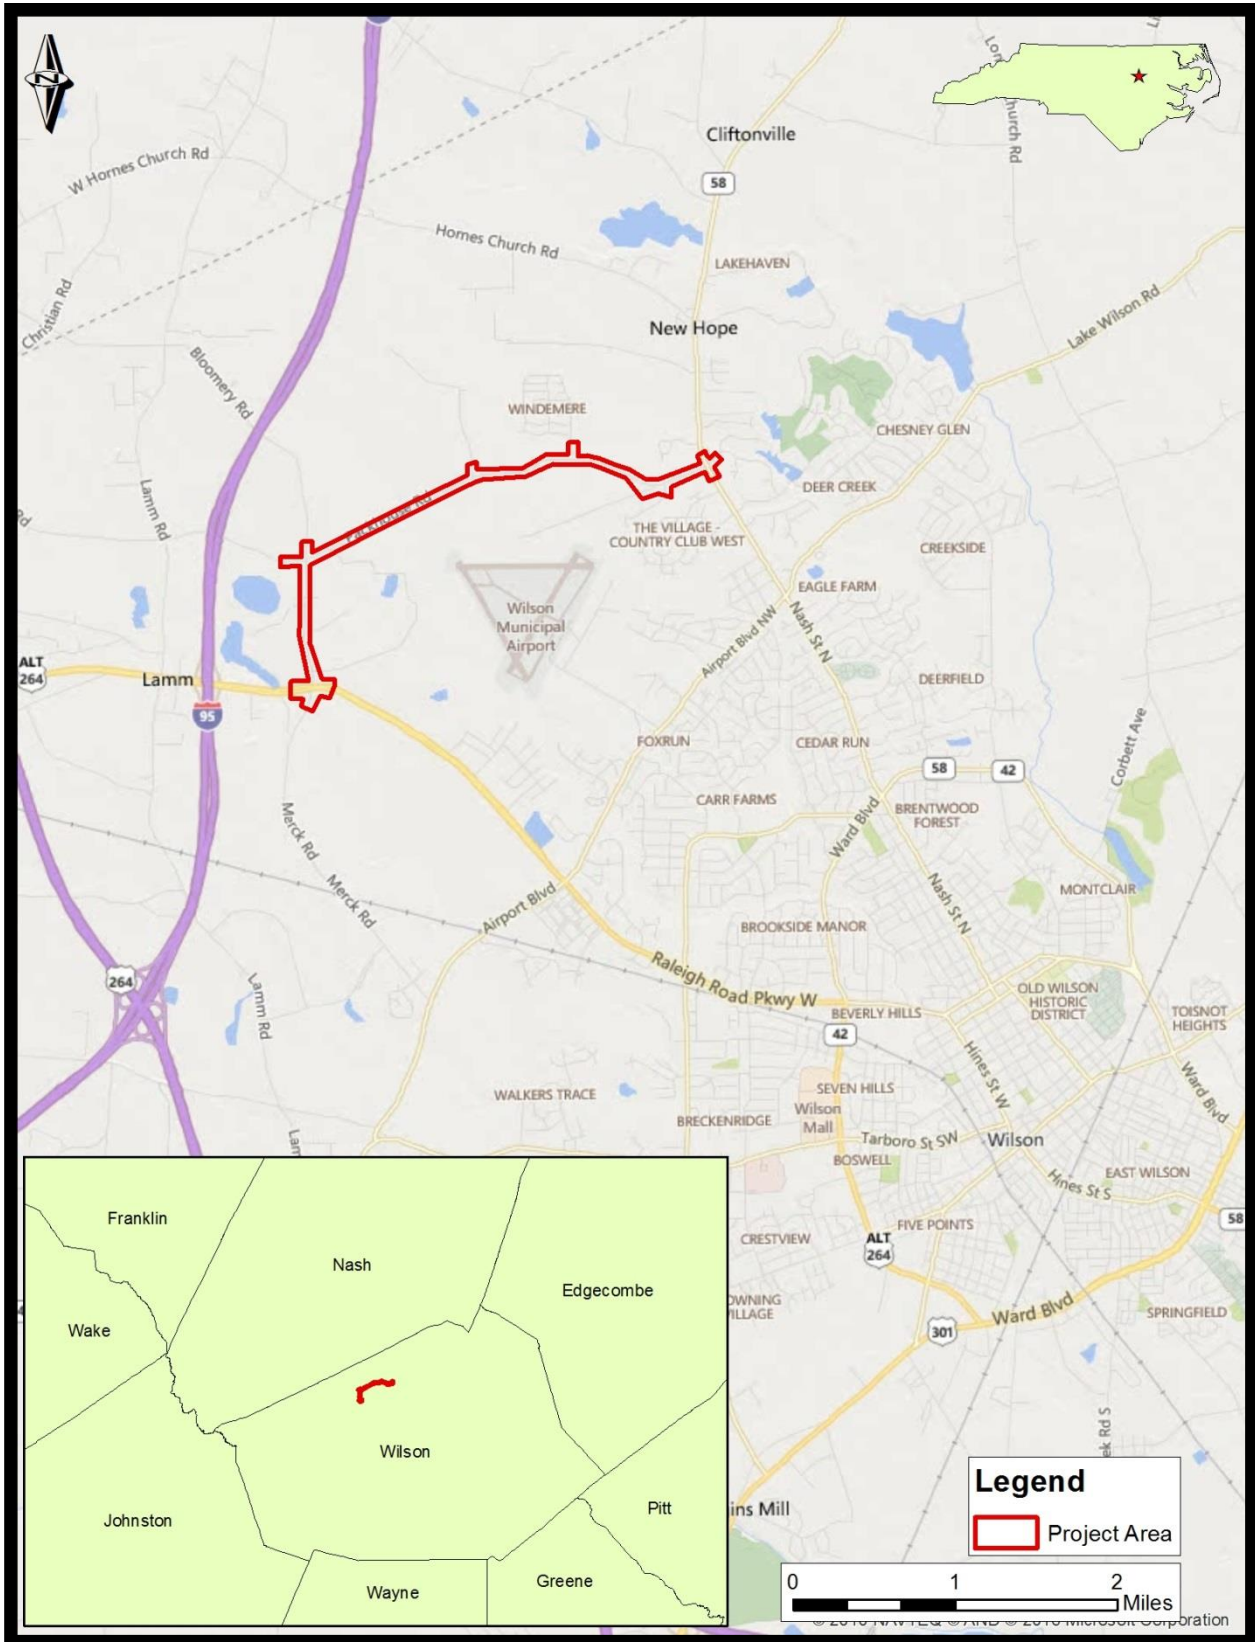 N
Cliftonville
W Hornes Church Rd
58
Hornes Church Rd
LAKEHAVEN
Christian Rd
New Hope
Lake Wilson Rd
Bloomery Rd
WINDEMERE
CHESNEY GLEN
Lamm Rd
DEER CREEK
Rd
THE VILLAGE -
COUNTRY CLUB WEST
CREEKSIDE
EAGLE FARM
Wilson
Municipal
Airport
Airport Blvd NW
Nash St N
ALT
264
Lamm
DEERFIELD
95
FOXRUN
CEDAR RUN
Corbett Ave
58
42
CARR FARMS
BRENTWOOD
FOREST
Merck Rd
Ward Blvd
Merck Rd
Airport Blvd
Nash St N
MONTCLAIR
BROOKSIDE MANOR
264
Raleigh Road Pkwy W
OLD WILSON
HISTORIC
DISTRICT
Lamm Rd
BEVERLY HILLS
TOISNOT
HEIGHTS
42
Hines St W
Ward Blvd
WALKERS TRACE
SEVEN HILLS
Wilson
Mall
BRECKENRIDGE
Tarboro St SW
Wilson
BOSWELL
EAST WILSON
Hines St S
58
FIVE POINTS
CRESTVIEW
ALT
264
Ward Blvd
SPRINGFIELD
301
Franklin
Nash
Edgecombe
Wake
Wilson
Johnston
Pitt
Wayne
Greene
Legend
Project Area
0 1 2
Miles